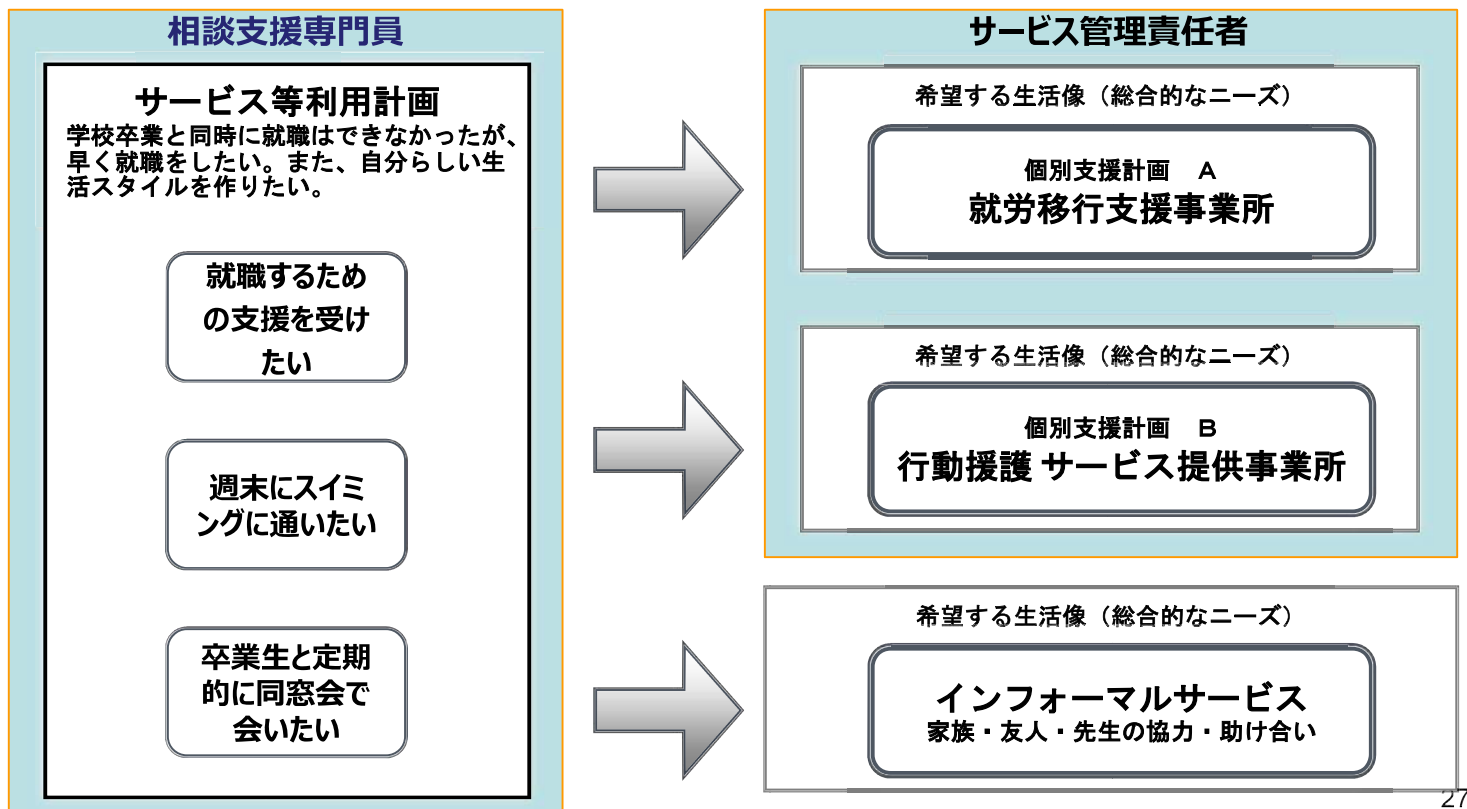 相談支援専門員
サービス等利用計画
学校卒業と同時に就職はできなかったが、
早く就職をしたい。また、自分らしい生
活スタイルを作りたい。
就職するため
の支援を受け
たい
週末にスイミ
ングに通いたい
卒業生と定期
的に同窓会で
会いたい
サービス管理責任者
希望する生活像（総合的なニーズ）
個別支援計画　A
就労移行支援事業所
希望する生活像（総合的なニーズ）
個別支援計画　B
行動援護 サービス提供事業所
希望する生活像（総合的なニーズ）
インフォーマルサービス
家族・友人・先生の協力・助け合い
27